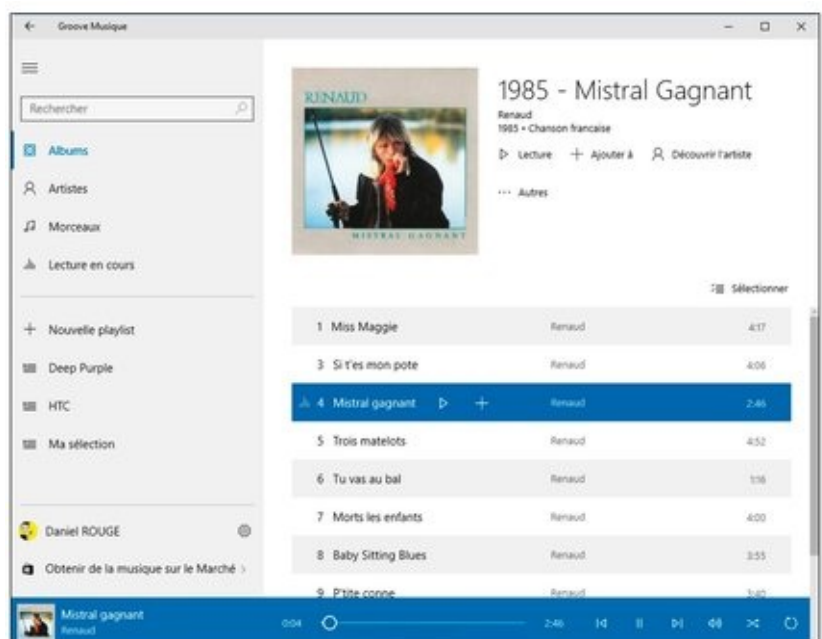 Groove Musique
Rechercher
Albums
Artistes
Morceaux
Lecture en cours
Nouvelle playlist
Deep Purple
HTC
Ma sélection
Daniel ROUGE
Obtenir de la musique sur le Marché
RENAUD
MISTRAL GAGNANT
1985 - Mistral Gagnant
Renaud
1985 • Chanson francaise
Lecture Ajouter à Découvrir l'artiste
Autres
Sélectionner
1 Miss Maggie Renaud 4:17
3 Si t'es mon pote Renaud 4:06
4 Mistral gagnant Renaud 2:46
5 Trois matelots Renaud 4:52
6 Tu vas au bal Renaud 1:16
7 Morts les enfants Renaud 4:00
8 Baby Sitting Blues Renaud 3:55
9 P'tite conne Renaud 3:40
Mistral gagnant
Renaud
0:04 2:46